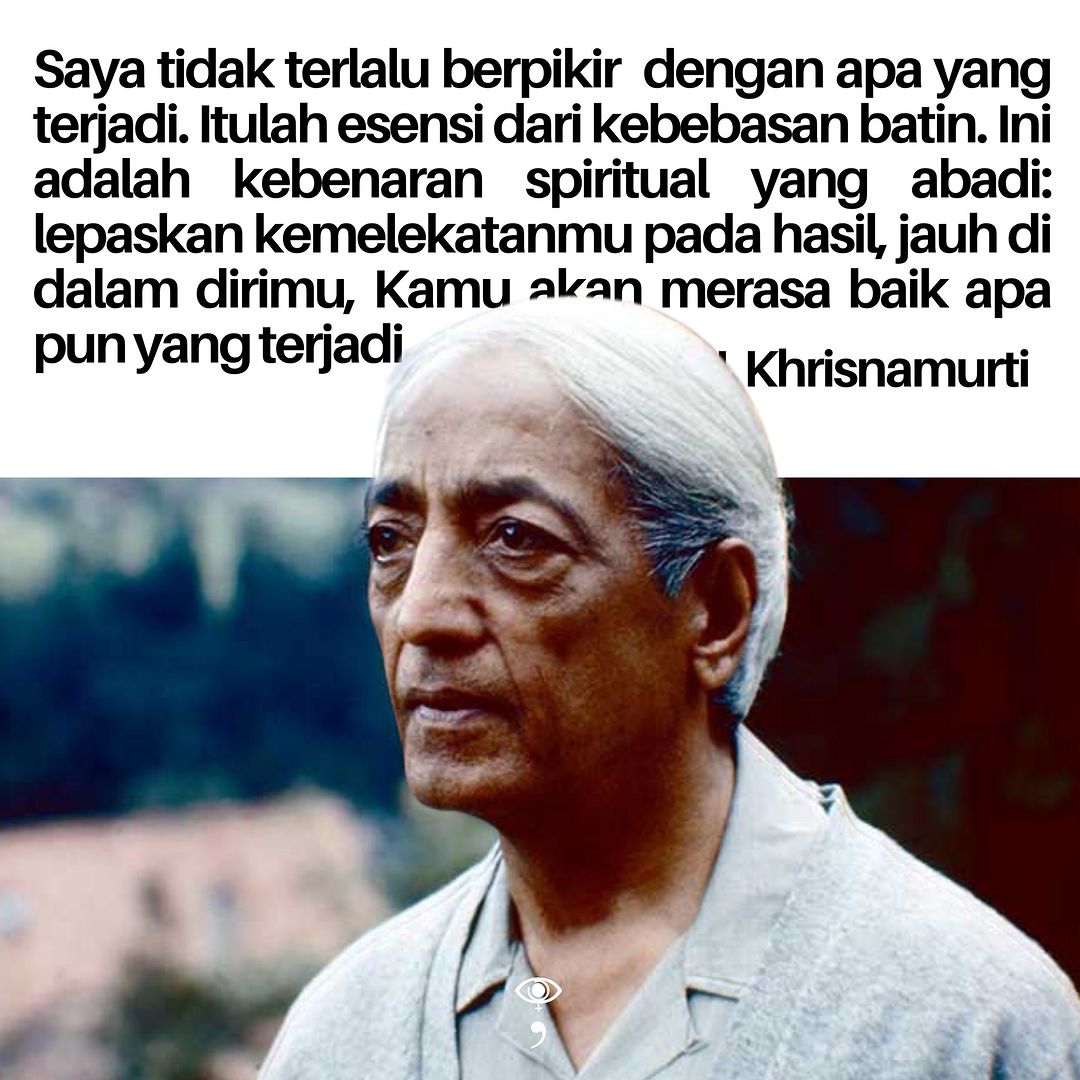 Saya tidak terlalu berpikir dengan apa yang
terjadi. Itulah esensi dari kebebasan batin. Ini
adalah kebenaran spiritual yang abadi:
lepaskan kemelekatanmu pada hasil, jauh di
dalam dirimu, Kamu akan merasa baik apa
pun yang terjadi
Khrisnamurti